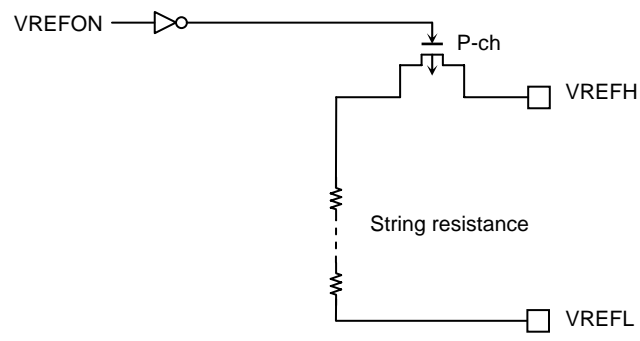 VREFON
P-ch
VREFH
String resistance
VREFL